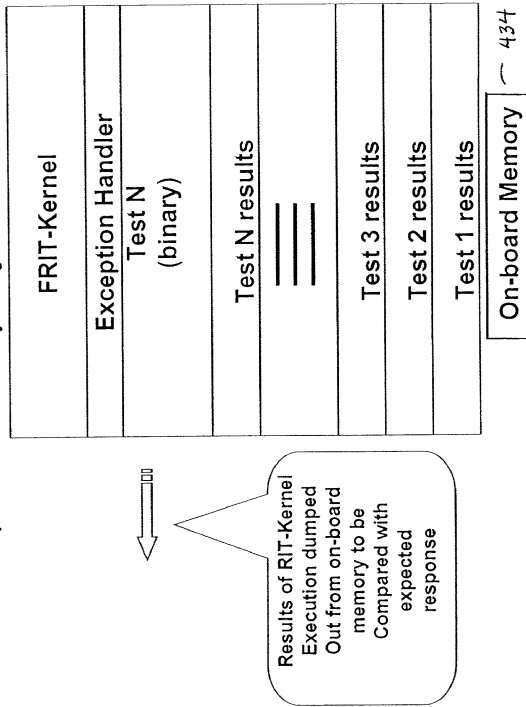 FRIT-Kernel
Exception Handler
Test N
(binary)
Test N results
Test 3 results
Test 2 results
Test 1 results
On-board Memory
434
Results of RIT-Kernel
Execution dumped
Out from on-board
memory to be
Compared with
expected
response